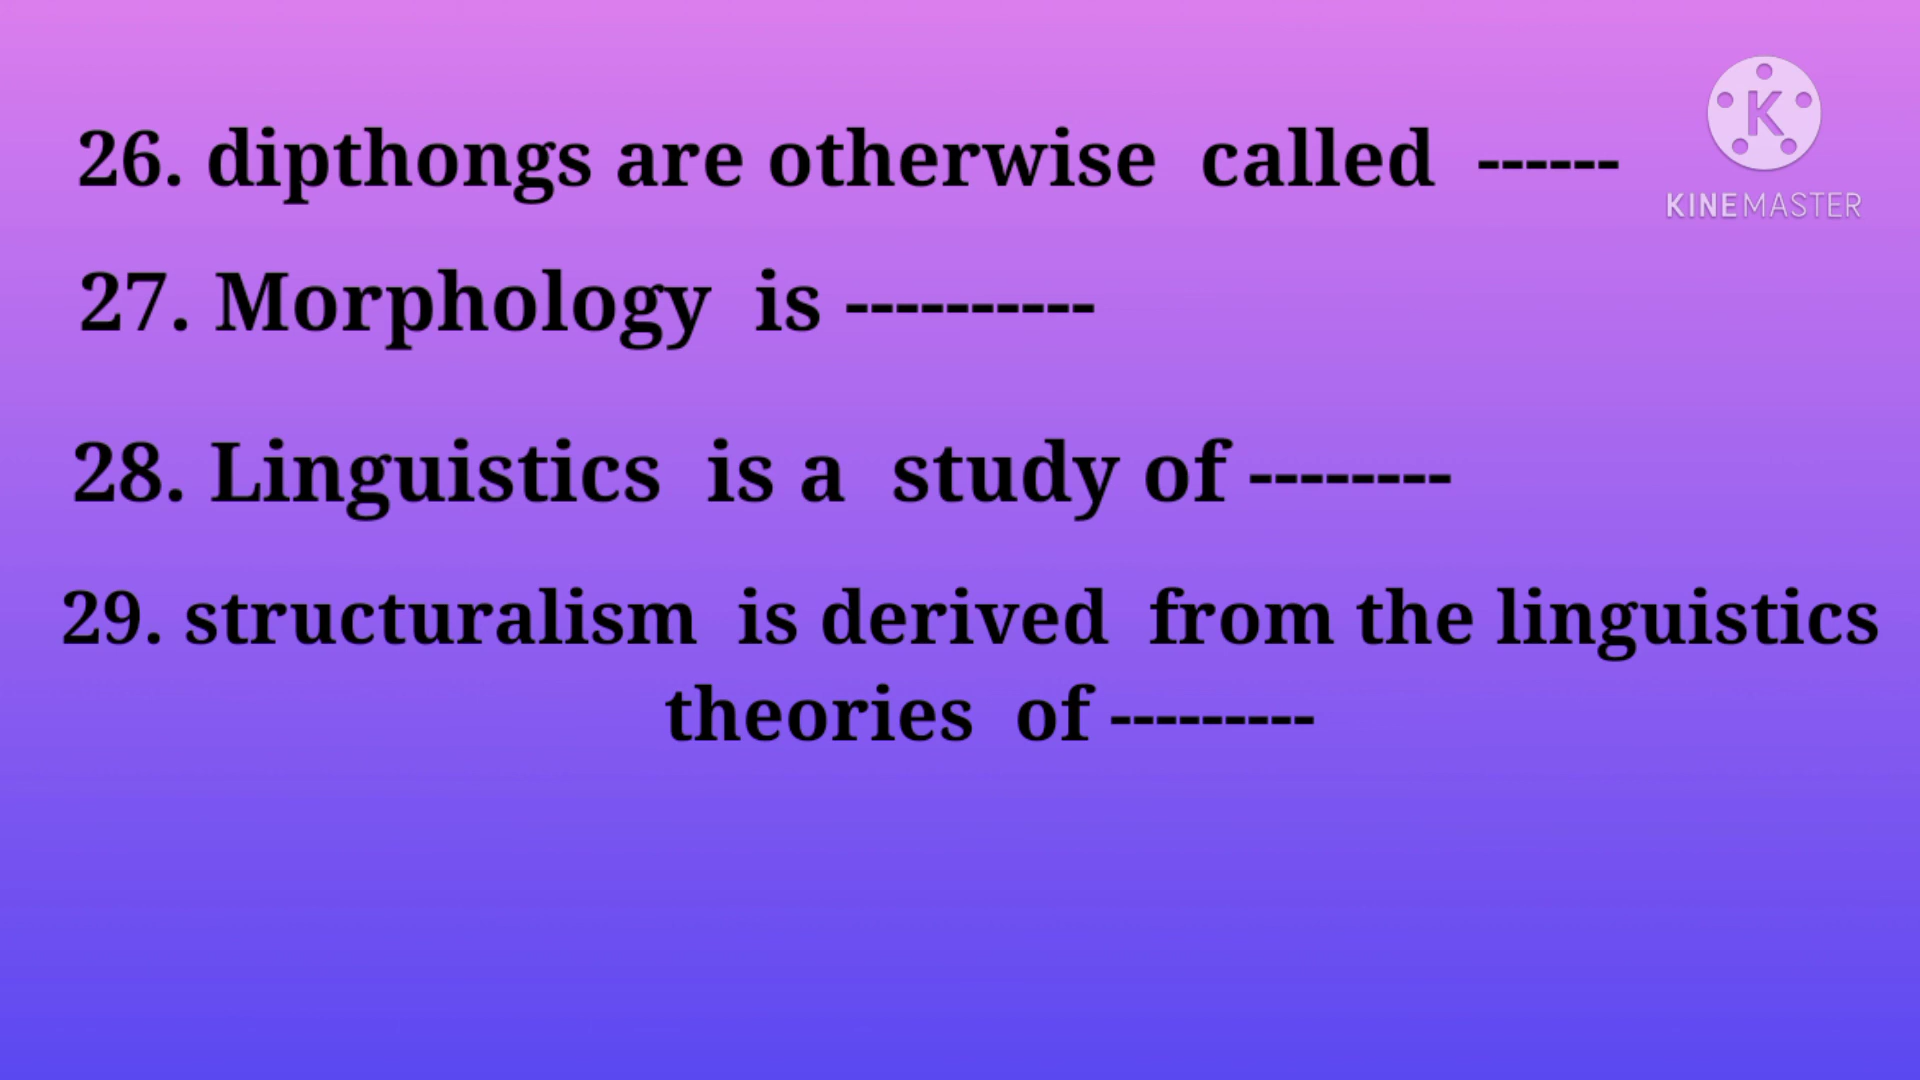 26. dipthongs are otherwise called ------
KINEMASTER
27. Morphology is ----------
28. Linguistics is a study of --------
29. structuralism is derived from the linguistics
theories of ---------